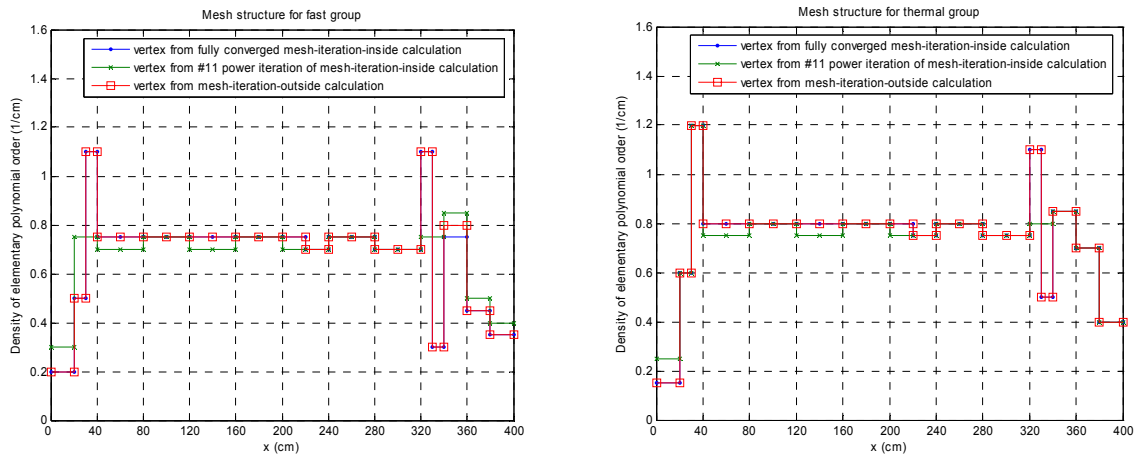 Mesh structure for fast group
1.6
1.4
1.2
1
0.8
0.6
0.4
0.2
0
Density of elementary polynomial order (1/cm)
vertex from fully converged mesh-iteration-inside calculation
vertex from #11 power iteration of mesh-iteration-inside calculation
vertex from mesh-iteration-outside calculation
0 40 80 120 160 200 240 280 320 360 400
x (cm)
Mesh structure for thermal group
1.6
1.4
1.2
1
0.8
0.6
0.4
0.2
0
Density of elementary polynomial order (1/cm)
vertex from fully converged mesh-iteration-inside calculation
vertex from #11 power iteration of mesh-iteration-inside calculation
vertex from mesh-iteration-outside calculation
0 40 80 120 160 200 240 280 320 360 400
x (cm)